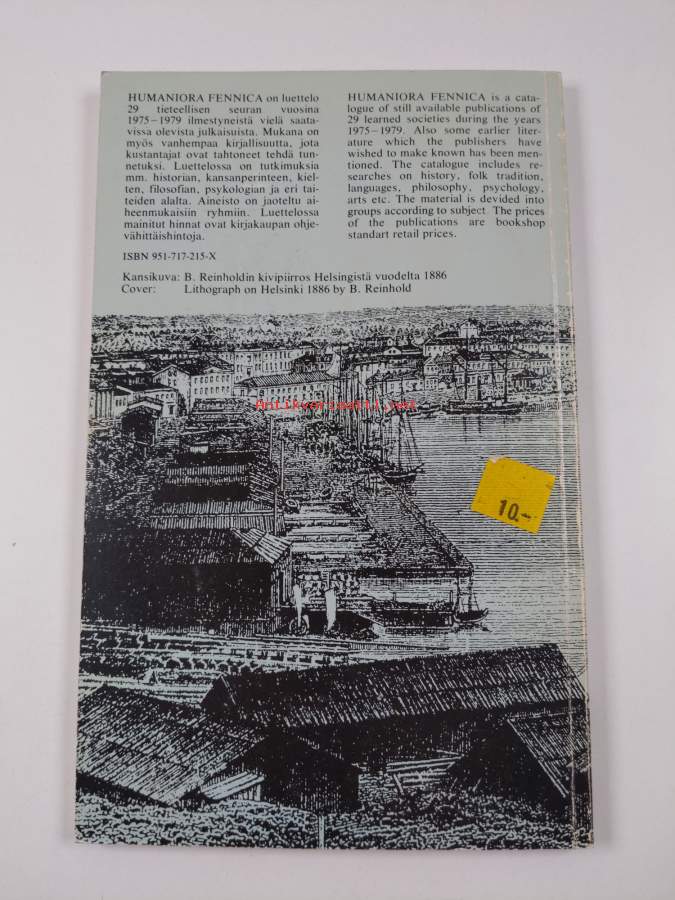 HUMANIORA FENNICA on luettelo
29 tieteellisen seuran vuosina
1975–1979 ilmestyneistä vielä saata-
vissa olevista julkaisuista. Mukana on
myös vanhempaa kirjallisuutta, jota
kustantajat ovat tahtoneet tehdä tun-
netuksi. Luettelossa on tutkimuksia
mm. historian, kansanperinteen, kiel-
ten, filosofian, psykologian ja eri tai-
teiden alalta. Aineisto on jaoteltu ai-
heenmukaisiin ryhmiin. Luettelossa
mainitut hinnat ovat kirjakaupan ohje-
vähittäishintoja.
ISBN 951-717-215-X
HUMANIORA FENNICA is a cata-
logue of still available publications of
29 learned societies during the years
1975–1979. Also some earlier liter-
ature which the publishers have
wished to make known has been men-
tioned. The catalogue includes re-
searches on history, folk tradition,
languages, philosophy, psychology,
arts etc. The material is devided into
groups according to subject. The prices
of the publications are bookshop
standart retail prices.
Kansikuva: B. Reinholdin kivipiirros Helsingistä vuodelta 1886
Cover: Lithograph on Helsinki 1886 by B. Reinhold
Antikvariaatti.net
10.-